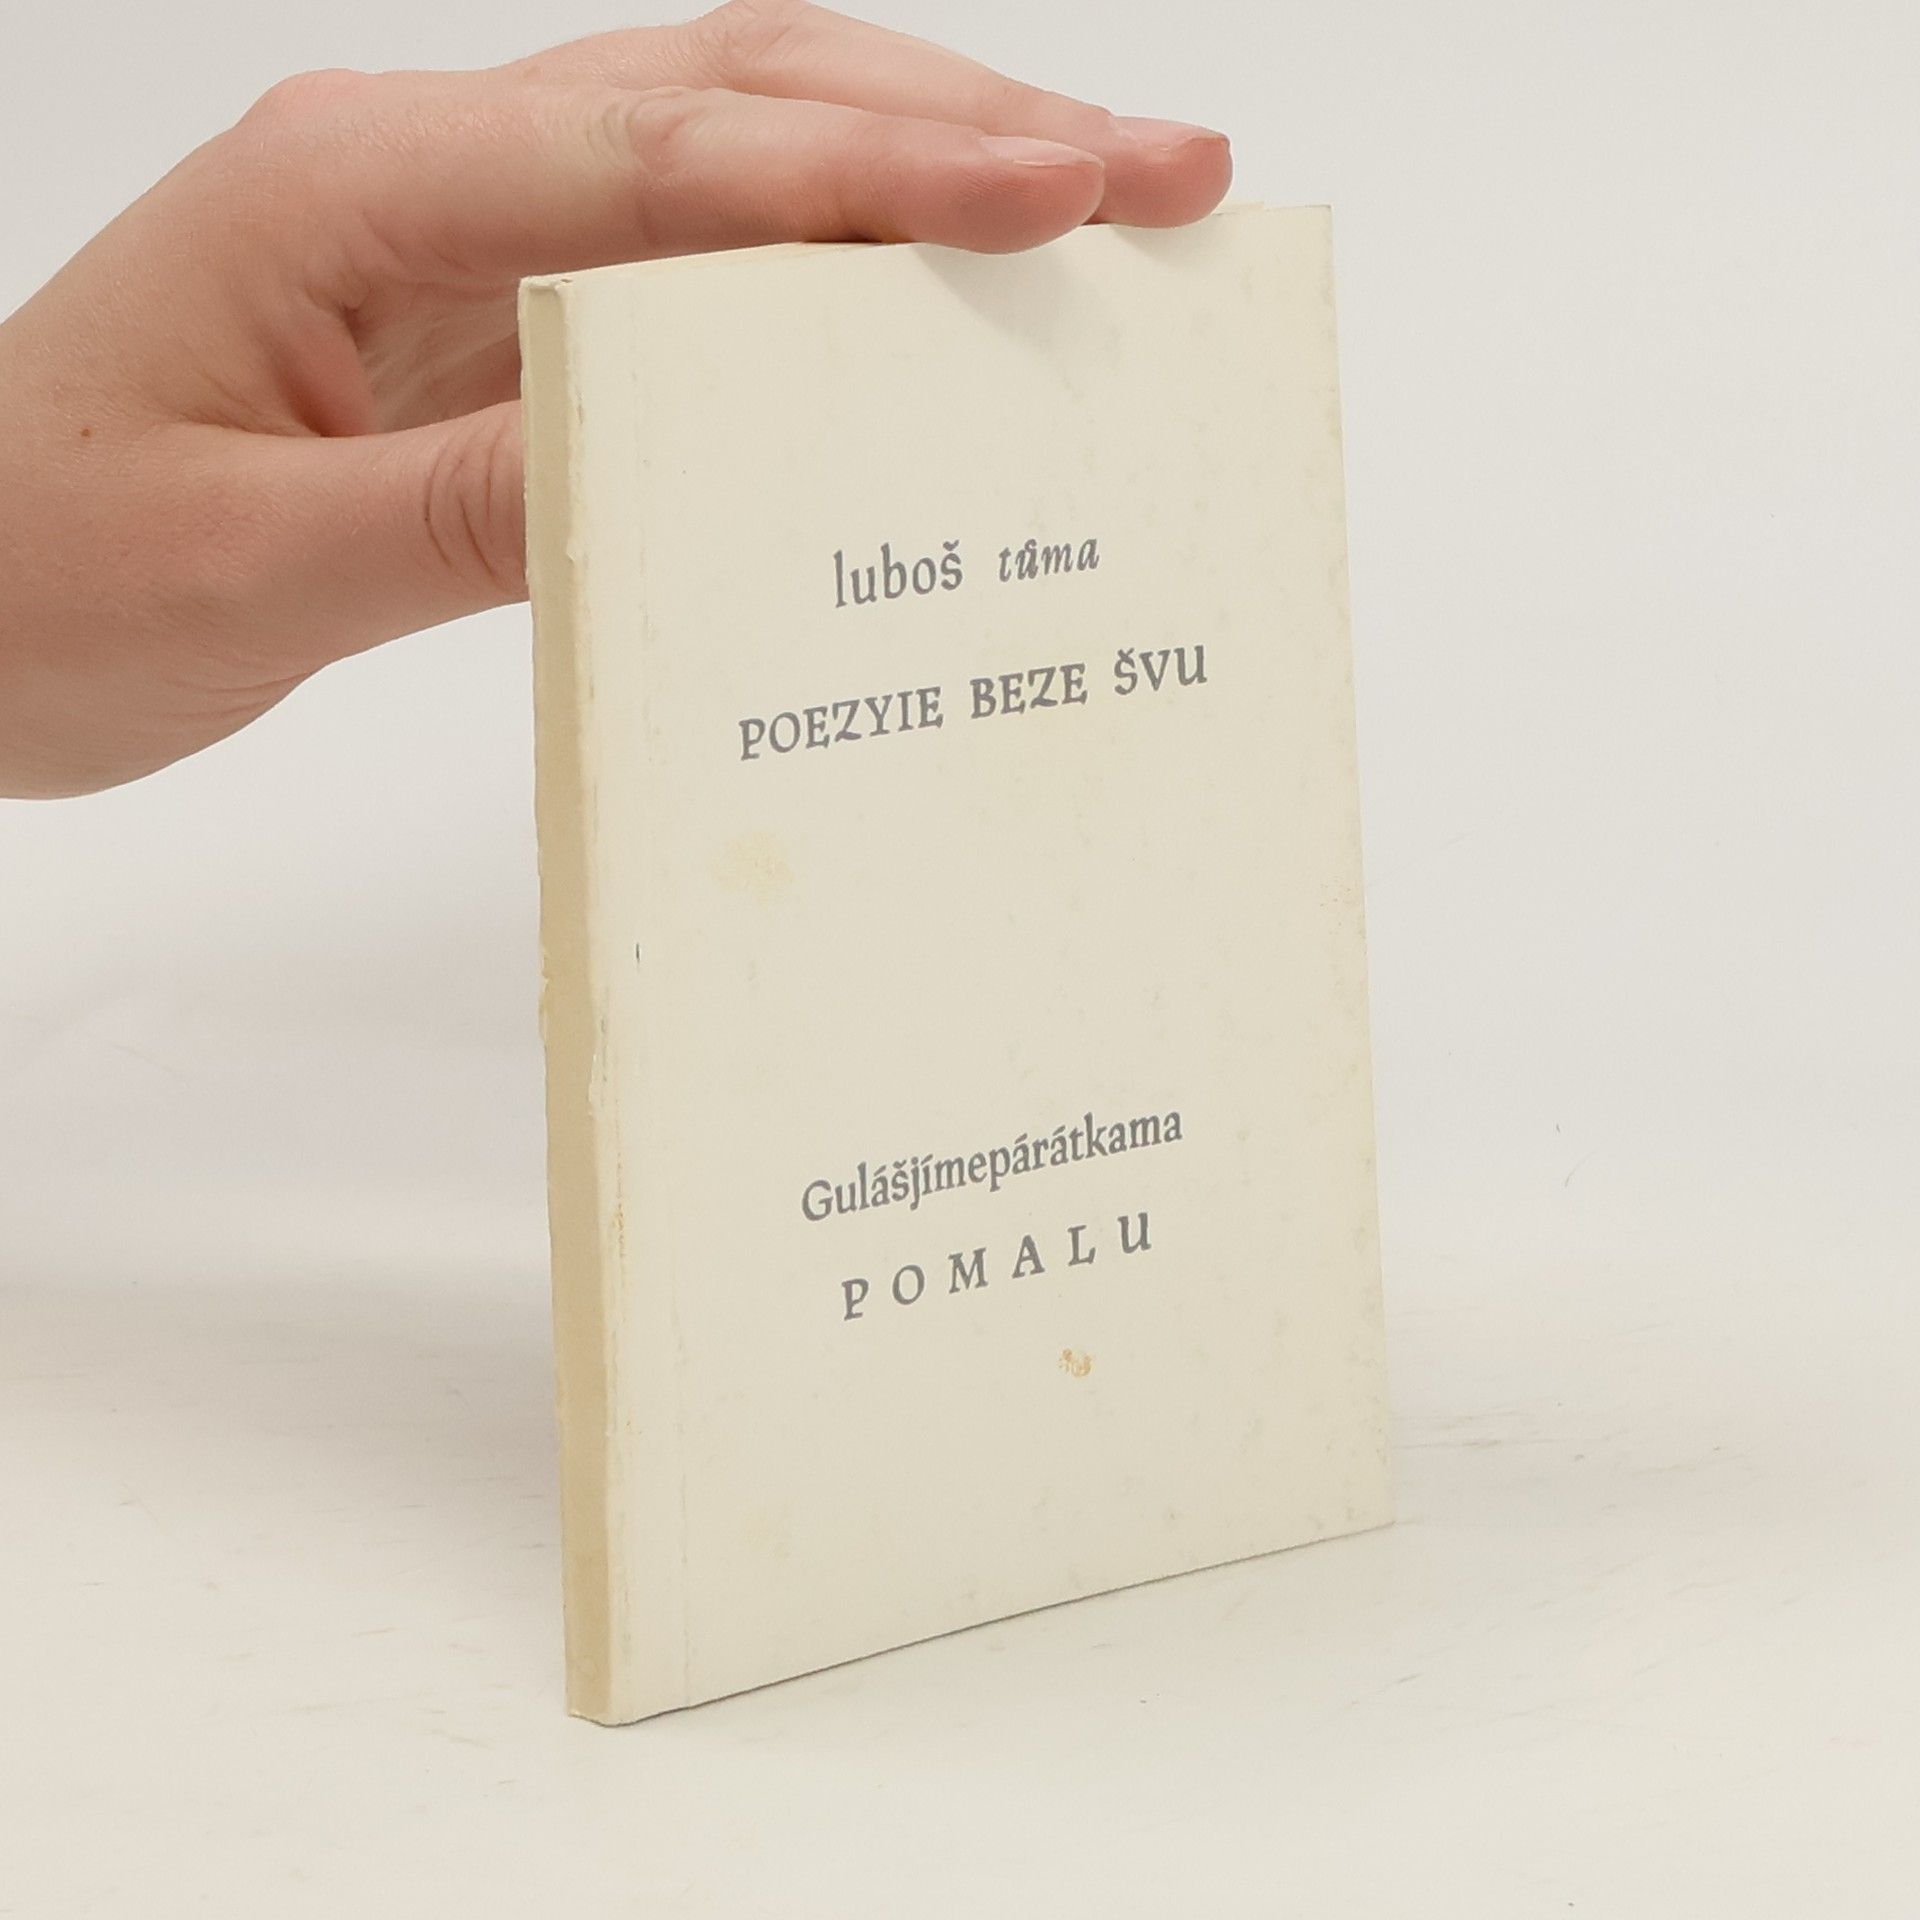 luboš tůma
POEZYIE BEZE ŠVU
Gulášjímepárátkama
POMALU